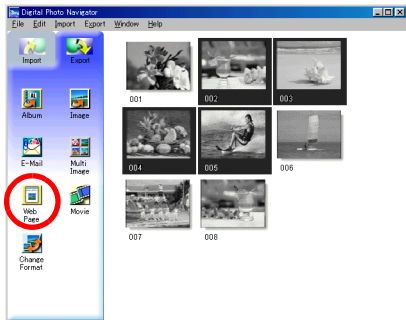 Digital Photo Navigator
File Edit Import Export Window Help
Import Export
Album Image
E-Mail Multi Image
Web Page Movie
Change Format
001 002 003
004 005 006
007 008